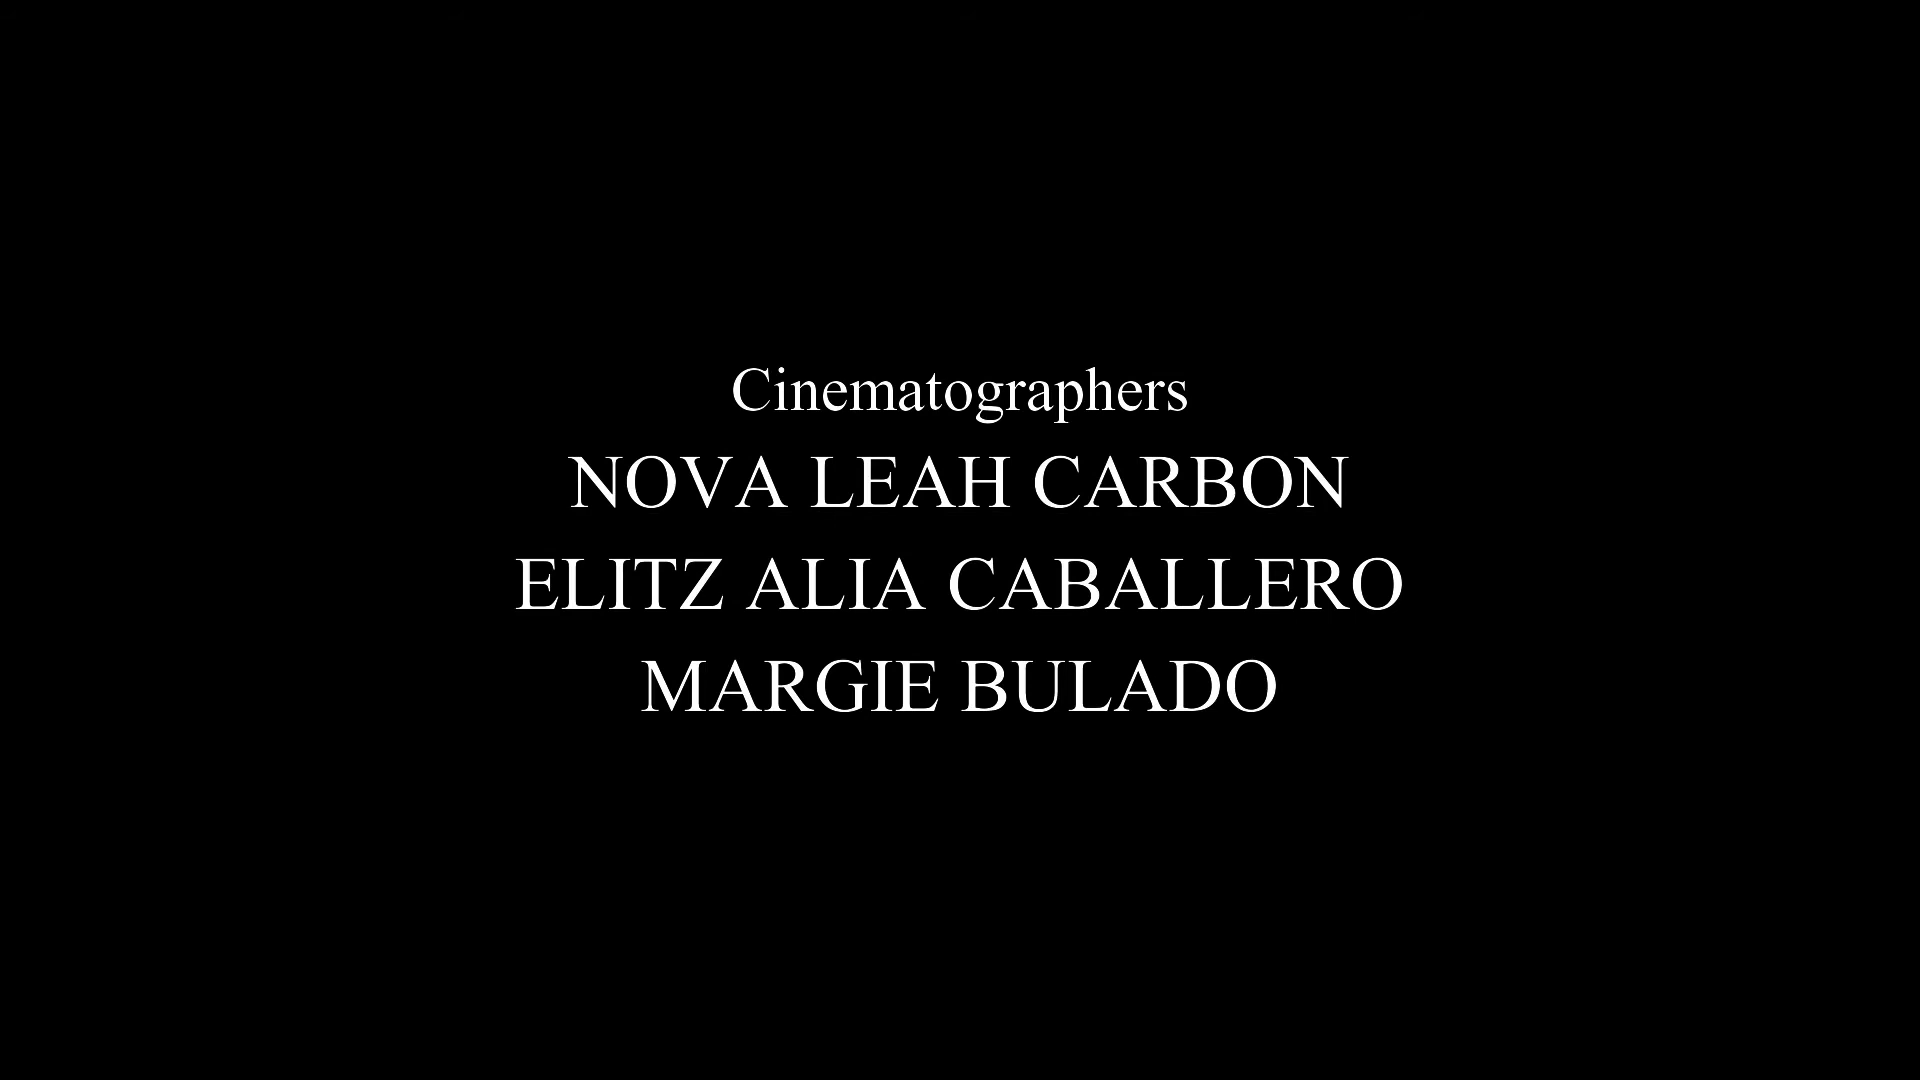 Cinematographers
NOVA LEAH CARBON
ELITZ ALIA CABALLERO
MARGIE BULADO